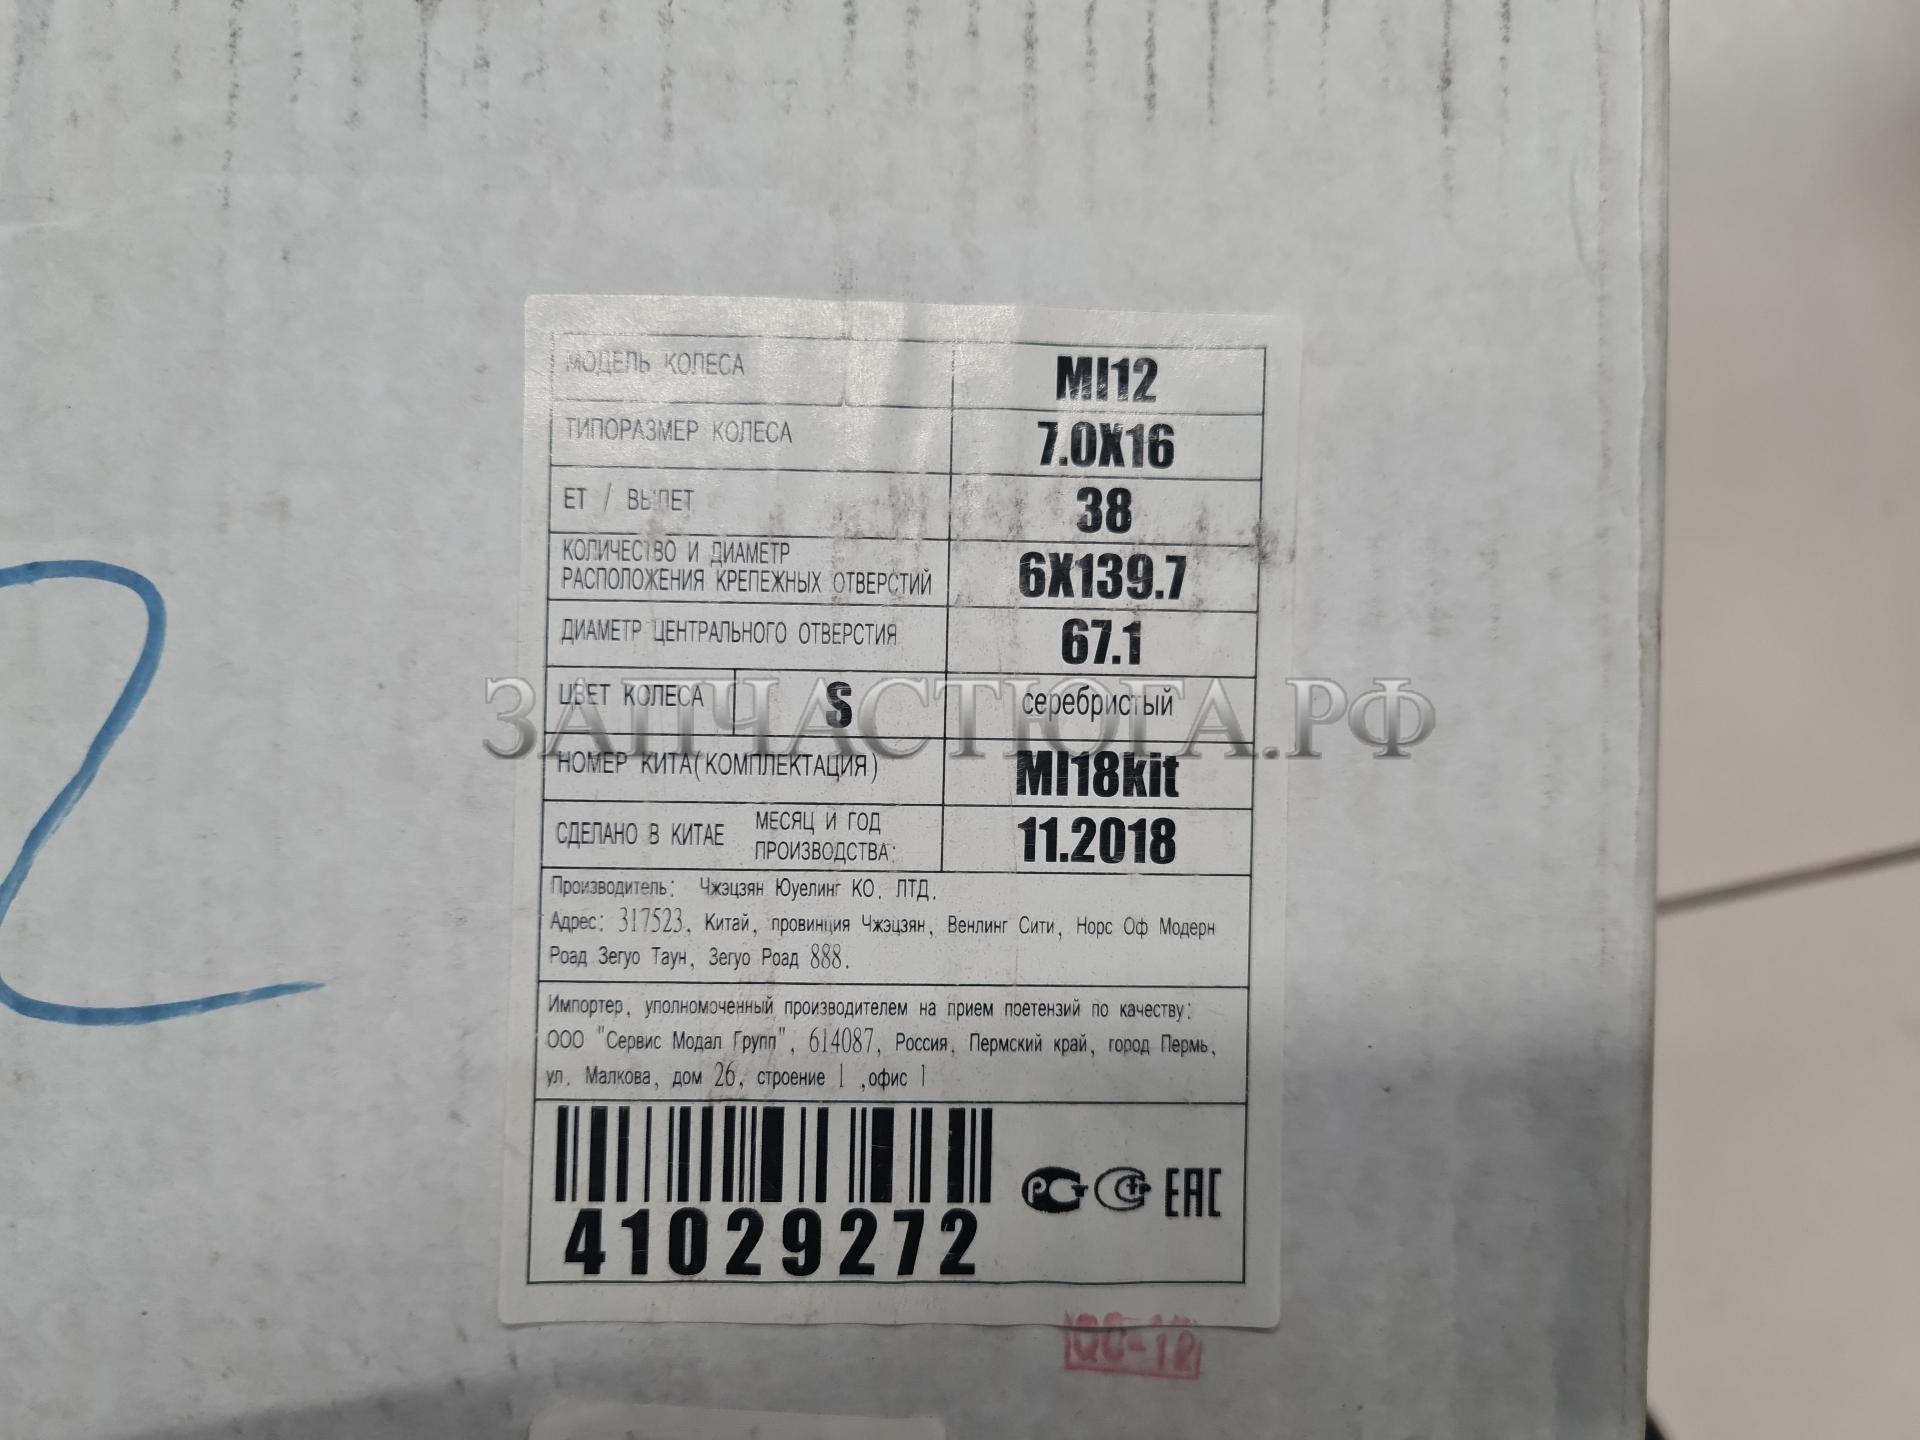 МОДЕЛЬ КОЛЕСА MI12
ТИПОРАЗМЕР КОЛЕСА 7.0X16
ЕТ / ВЫЛЕТ 38
КОЛИЧЕСТВО И ДИАМЕТР
РАСПОЛОЖЕНИЯ КРЕПЕЖНЫХ ОТВЕРСТИЙ 6X139.7
ДИАМЕТР ЦЕНТРАЛЬНОГО ОТВЕРСТИЯ 67.1
ЦВЕТ КОЛЕСА S серебристый
ЗАПЧАСТЮГА.РФ
НОМЕР КИТА(КОМПЛЕКТАЦИЯ) MI18kit
СДЕЛАНО В КИТАЕ МЕСЯЦ И ГОД
ПРОИЗВОДСТВА: 11.2018
Производитель: Чжэцзян Юуелинг КО. ЛТД.
Адрес: 317523, Китай, провинция Чжэцзян, Венлинг Сити, Норс Оф Модерн
Роад Зегуо Таун, Зегуо Роад 888.
Импортер, уполномоченный производителем на прием поетензий по качеству:
ООО "Сервис Модал Групп", 614087, Россия, Пермский край, город Пермь,
ул. Малкова, дом 26, строение 1 ,офис 1
РСТ ЕАС
41029272
QC-12
2